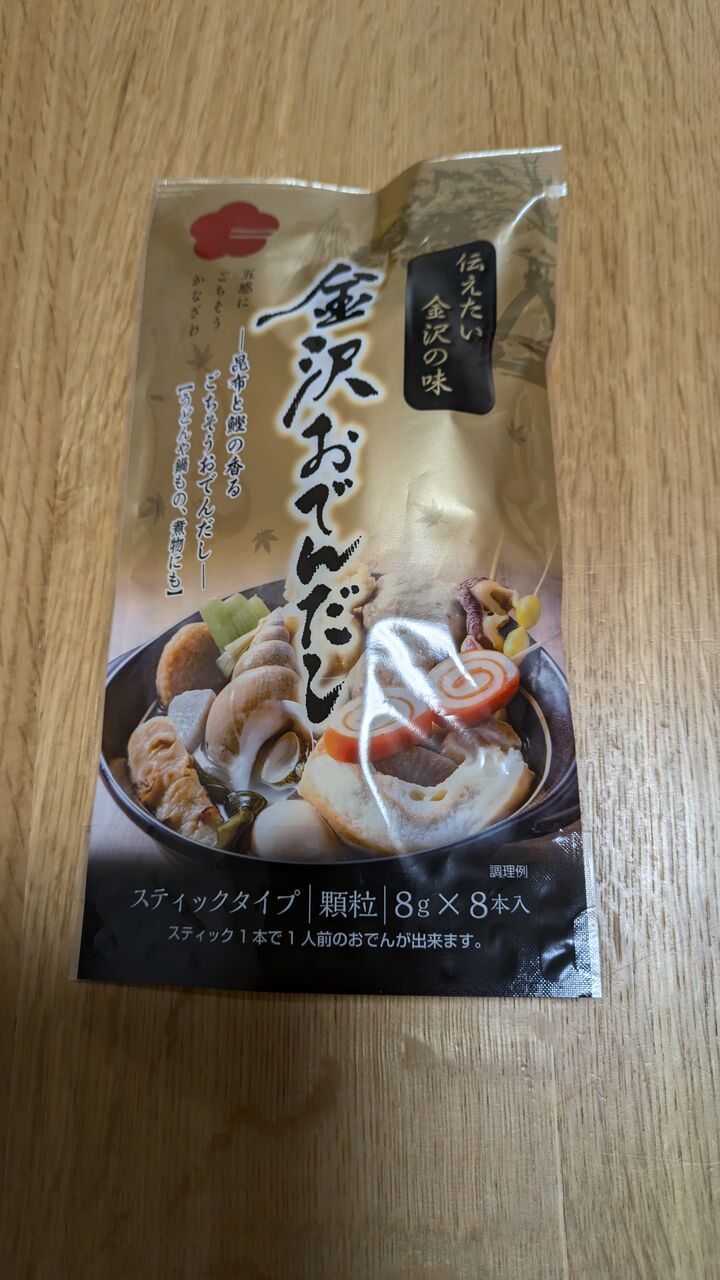 伝えたい
金沢の味
金沢おでんだし
五感に
ごちそう
かなざわ
―昆布と鰹の香る
ごちそうおでんだし―
【うどんや鍋もの、煮物にも】
調理例
スティックタイプ|顆粒|8g×8本入
スティック1本で1人前のおでんが出来ます。